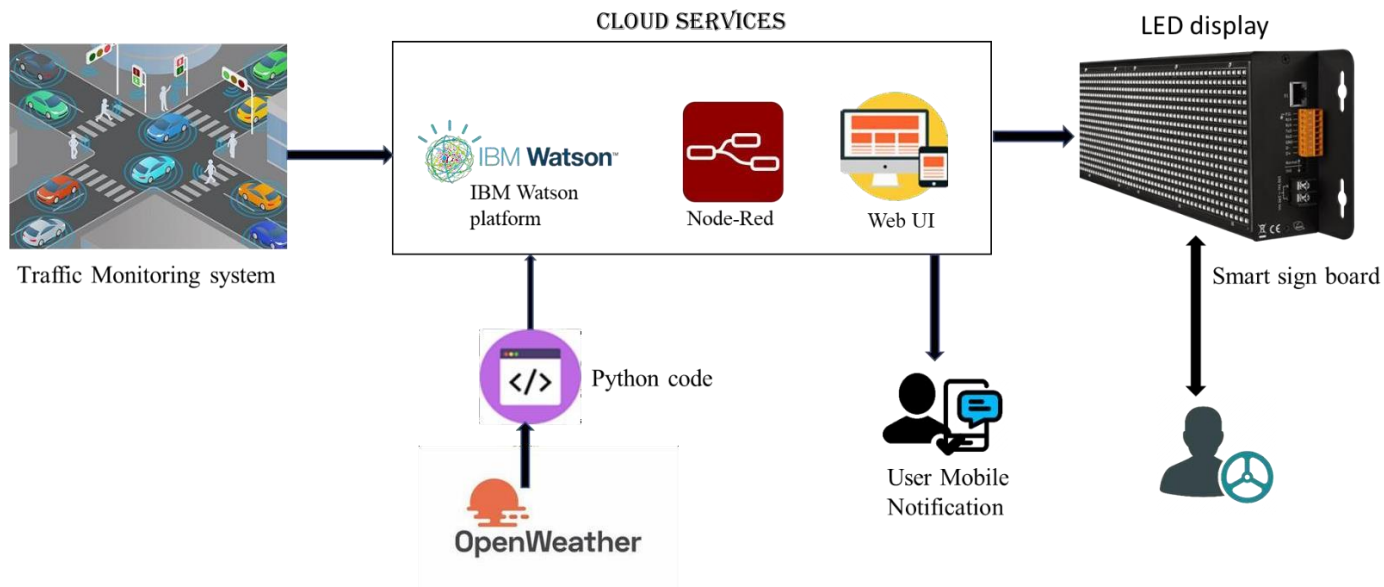 CLOUD SERVICES
LED display
IBM Watson™
IBM Watson
platform
Node-Red
Web UI
Traffic Monitoring system
Smart sign board
</>
Python code
OpenWeather
User Mobile
Notification